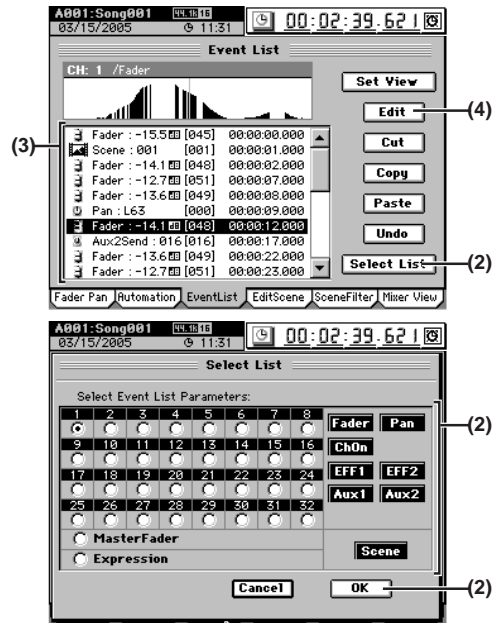 A001:Song001 44.1k16
03/15/2005 11:31 00:02:39.621
Event List
CH: 1 /Fader
Set View
Edit (4)
(3)
Fader : -15.5dB [045] 00:00:00.000
Cut
Scene : 001 [001] 00:00:01.000
Fader : -14.1dB [048] 00:00:02.000
Copy
Fader : -12.7dB [051] 00:00:07.000
Fader : -13.6dB [049] 00:00:08.000
Paste
Pan : L63 [000] 00:00:09.000
Fader : -14.1dB [048] 00:00:12.000
Undo
Aux2Send : 016 [016] 00:00:17.000
Fader : -13.6dB [049] 00:00:22.000
Select List (2)
Fader : -12.7dB [051] 00:00:23.000
Fader Pan Automation EventList EditScene SceneFilter Mixer View
A001:Song001 44.1k16
03/15/2005 11:31 00:02:39.621
Select List
Select Event List Parameters:
1 2 3 4 5 6 7 8
Fader Pan (2)
9 10 11 12 13 14 15 16
ChOn
17 18 19 20 21 22 23 24
EFF1 EFF2
Aux1 Aux2
25 26 27 28 29 30 31 32
MasterFader
Expression
Scene
Cancel OK (2)